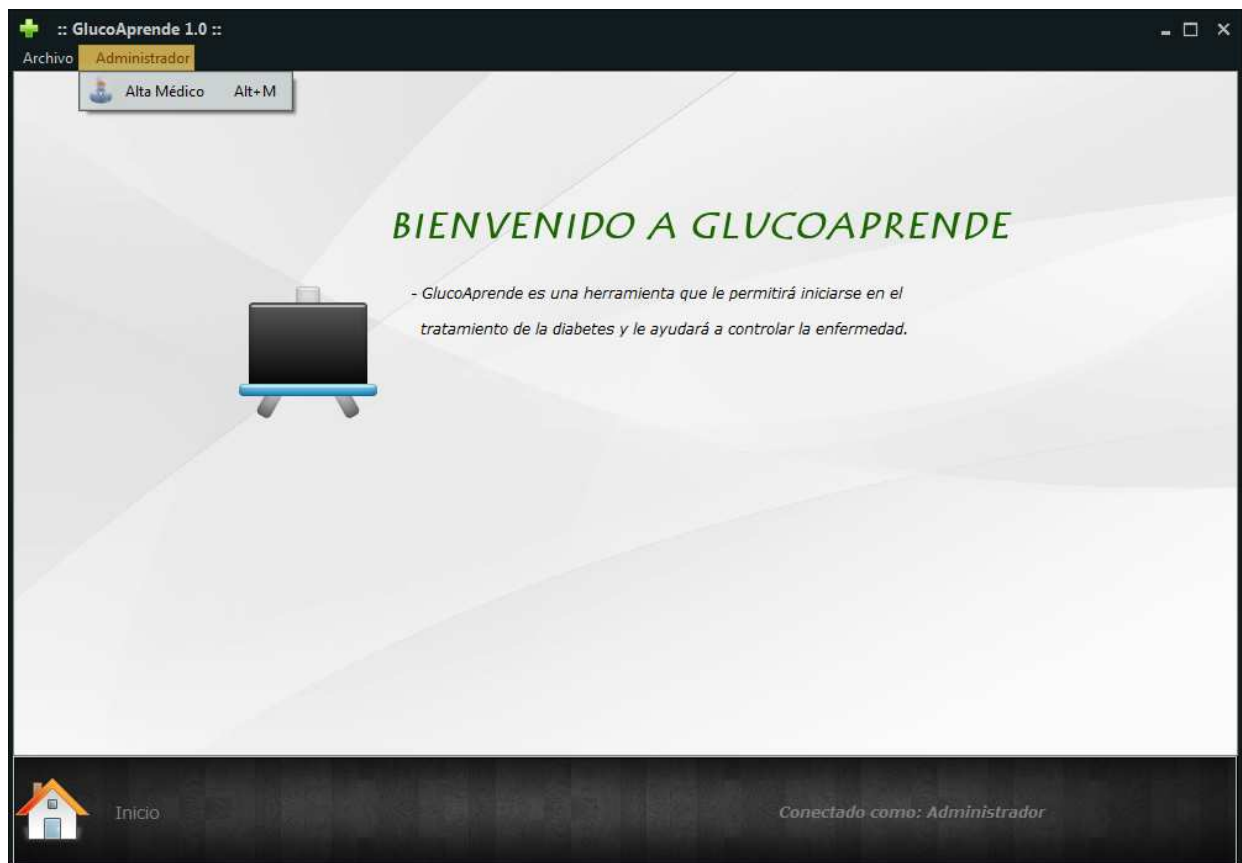 :: GlucoAprende 1.0 ::
Archivo Administrador
Alta Médico Alt+M
BIENVENIDO A GLUCOAPRENDE
- GlucoAprende es una herramienta que le permitirá iniciarse en el
tratamiento de la diabetes y le ayudará a controlar la enfermedad.
Inicio Conectado como: Administrador